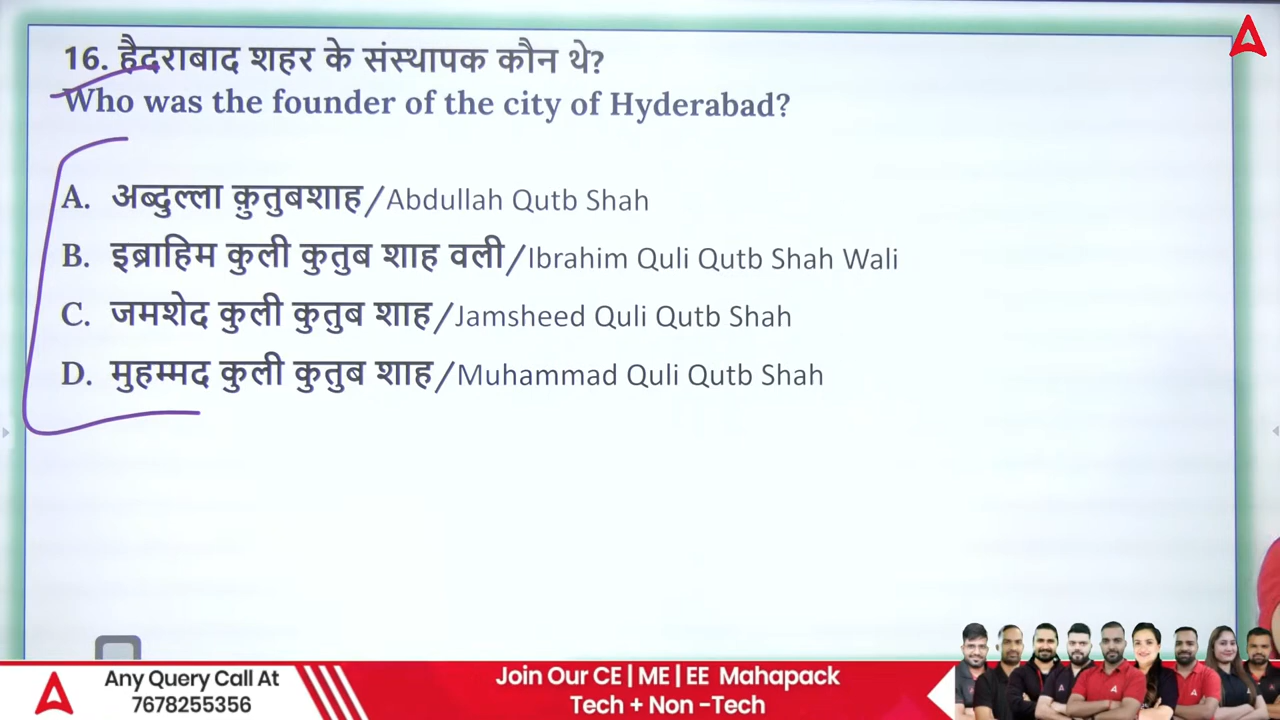 16. हैदराबाद शहर के संस्थापक कौन थे?
Who was the founder of the city of Hyderabad?
A. अब्दुल्ला क़ुतुबशाह/Abdullah Qutb Shah
B. इब्राहिम कुली कुतुब शाह वली/Ibrahim Quli Qutb Shah Wali
C. जमशेद कुली कुतुब शाह/Jamsheed Quli Qutb Shah
D. मुहम्मद कुली कुतुब शाह/Muhammad Quli Qutb Shah
Any Query Call At
7678255356
Join Our CE | ME | EE Mahapack
Tech + Non -Tech